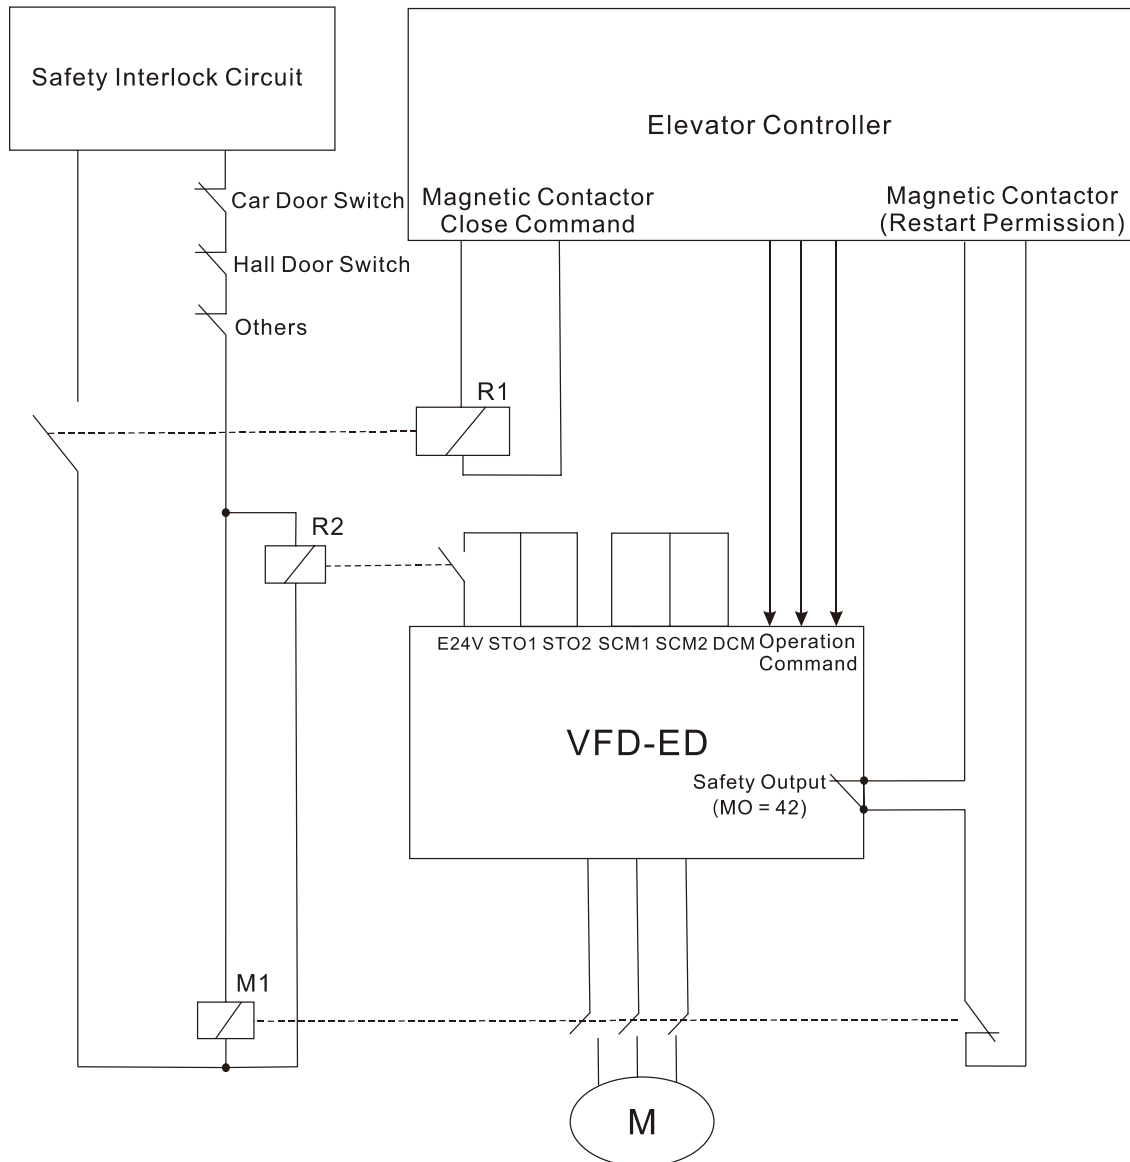 Safety Interlock Circuit
Elevator Controller
Magnetic Contactor
Close Command
Magnetic Contactor
(Restart Permission)
Car Door Switch
Hall Door Switch
Others
R1
R2
E24V STO1 STO2 SCM1 SCM2 DCM Operation
Command
VFD-ED
Safety Output
(MO = 42)
M1
M